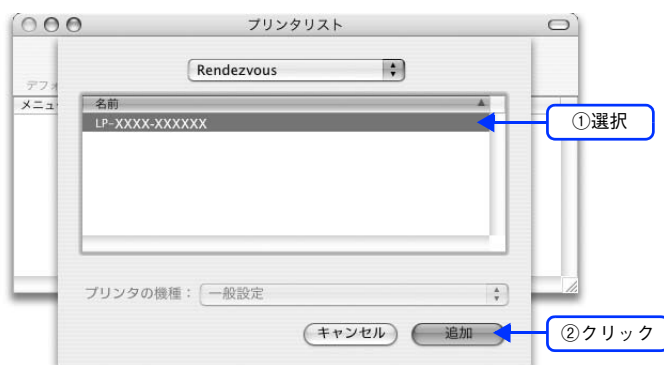 プリンタリスト
Rendezvous
デフォ
メニュー
名前
LP-XXXX-XXXXXX
①選択
プリンタの機種：
一般設定
キャンセル
追加
②クリック